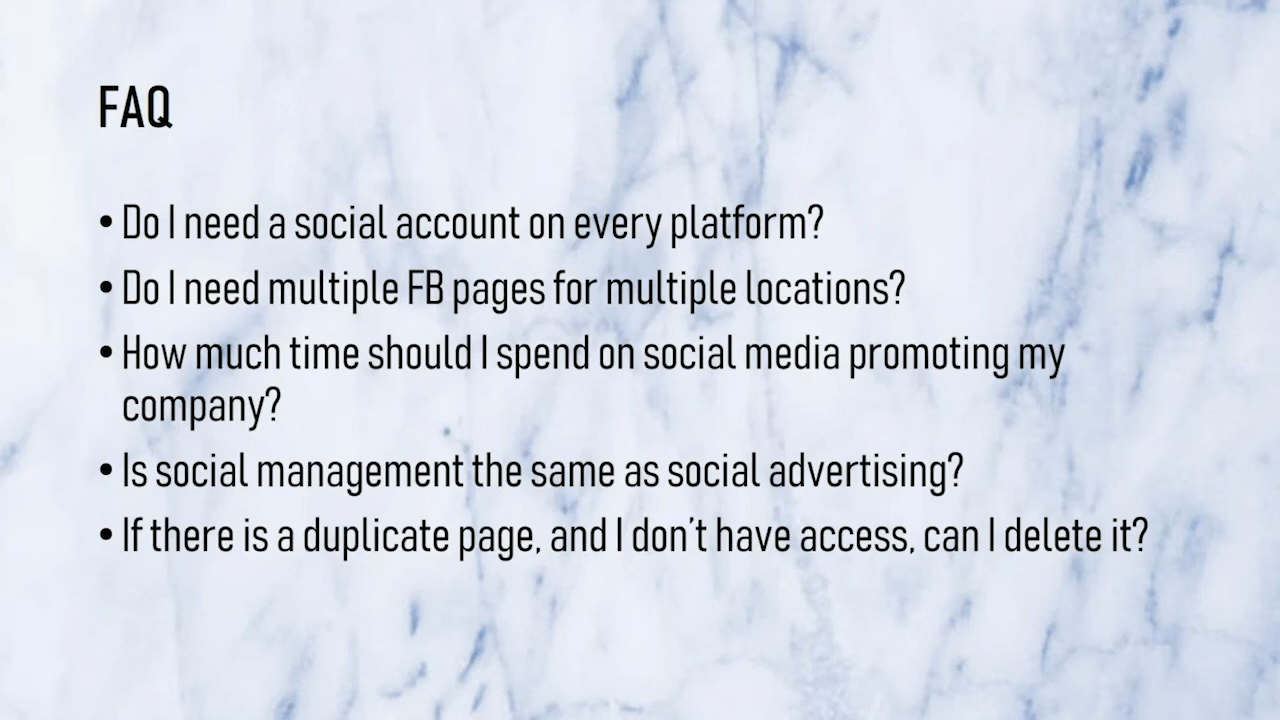 FAQ
• Do I need a social account on every platform?
• Do I need multiple FB pages for multiple locations?
• How much time should I spend on social media promoting my
company?
• Is social management the same as social advertising?
• If there is a duplicate page, and I don’t have access, can I delete it?